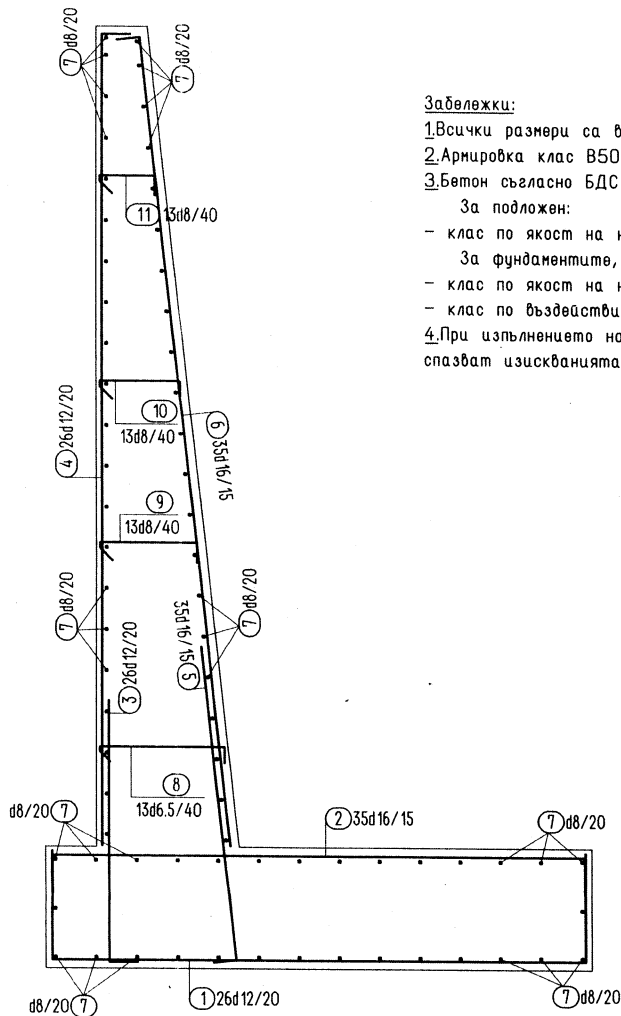 7 d8/20
7 d8/20
Забележки:
1.Всички размери са в
2.Армировка клас B50
3.Бетон съгласно БДС
За подложен:
- клас по якост на н
За фундаментите,
- клас по якост на н
- клас по въздействи
4.При изпълнението на
спазват изискванията
11 13d8/40
10
13d8/40
4 26d12/20
6 35d16/15
9
13d8/40
7 d8/20
7 d8/20
35d16/15 5
3 26d12/20
8
13d6.5/40
d8/20 7
2 35d16/15
7 d8/20
d8/20 7
1 26d12/20
7 d8/20